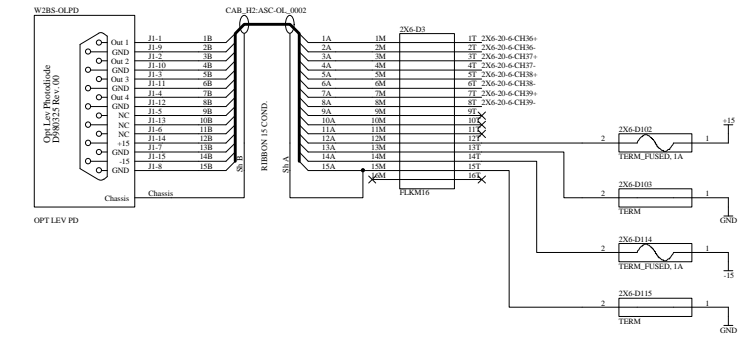 W2BS-OLPD
CAB_H2:ASC-OL_0002
2X6-D3
Opt Lev Photodiode
D980325 Rev. 00
Out 1 J1-1 1B 1A 1M 1T 2X6-20-6-CH36+
GND J1-9 2B 2A 2M 2T 2X6-20-6-CH36-
Out 2 J1-2 3B 3A 3M 3T 2X6-20-6-CH37+
GND J1-10 4B 4A 4M 4T 2X6-20-6-CH37-
Out 3 J1-3 5B 5A 5M 5T 2X6-20-6-CH38+
GND J1-11 6B 6A 6M 6T 2X6-20-6-CH38-
Out 4 J1-4 7B 7A 7M 7T 2X6-20-6-CH39+
GND J1-12 8B 8A 8M 8T 2X6-20-6-CH39-
NC J1-5 9B 9A 9M 9T
NC J1-13 10B 10A 10M 10T
NC J1-6 11B 11A 11M 11T
+15 J1-14 12B 12A 12M 12T
GND J1-7 13B 13A 13M 13T
-15 J1-15 14B 14A 14M 14T
GND J1-8 15B 15A 15M 15T
16M 16T
RIBBON 15 COND.
Sh B
Sh A
Chassis Chassis
FLKM16
OPT LEV PD
+15
2X6-D102
2 1
TERM_FUSED, 1A
2X6-D103
2 1
TERM
GND
2X6-D114
2 1
TERM_FUSED, 1A
-15
2X6-D115
2 1
TERM
GND